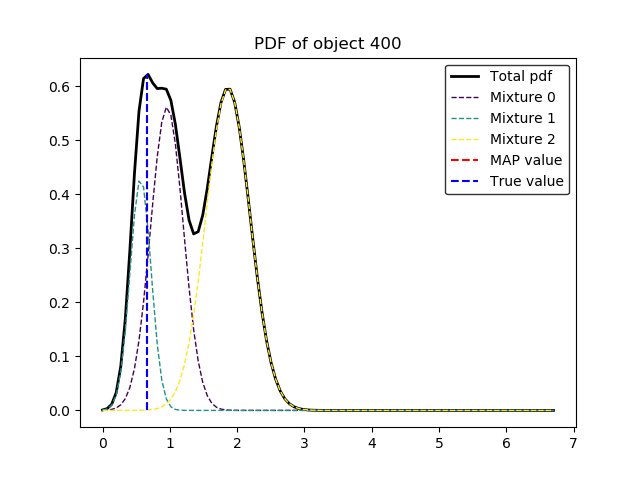 PDF of object 400
Total pdf
Mixture 0
Mixture 1
Mixture 2
MAP value
True value
0.6
0.5
0.4
0.3
0.2
0.1
0.0
0 1 2 3 4 5 6 7